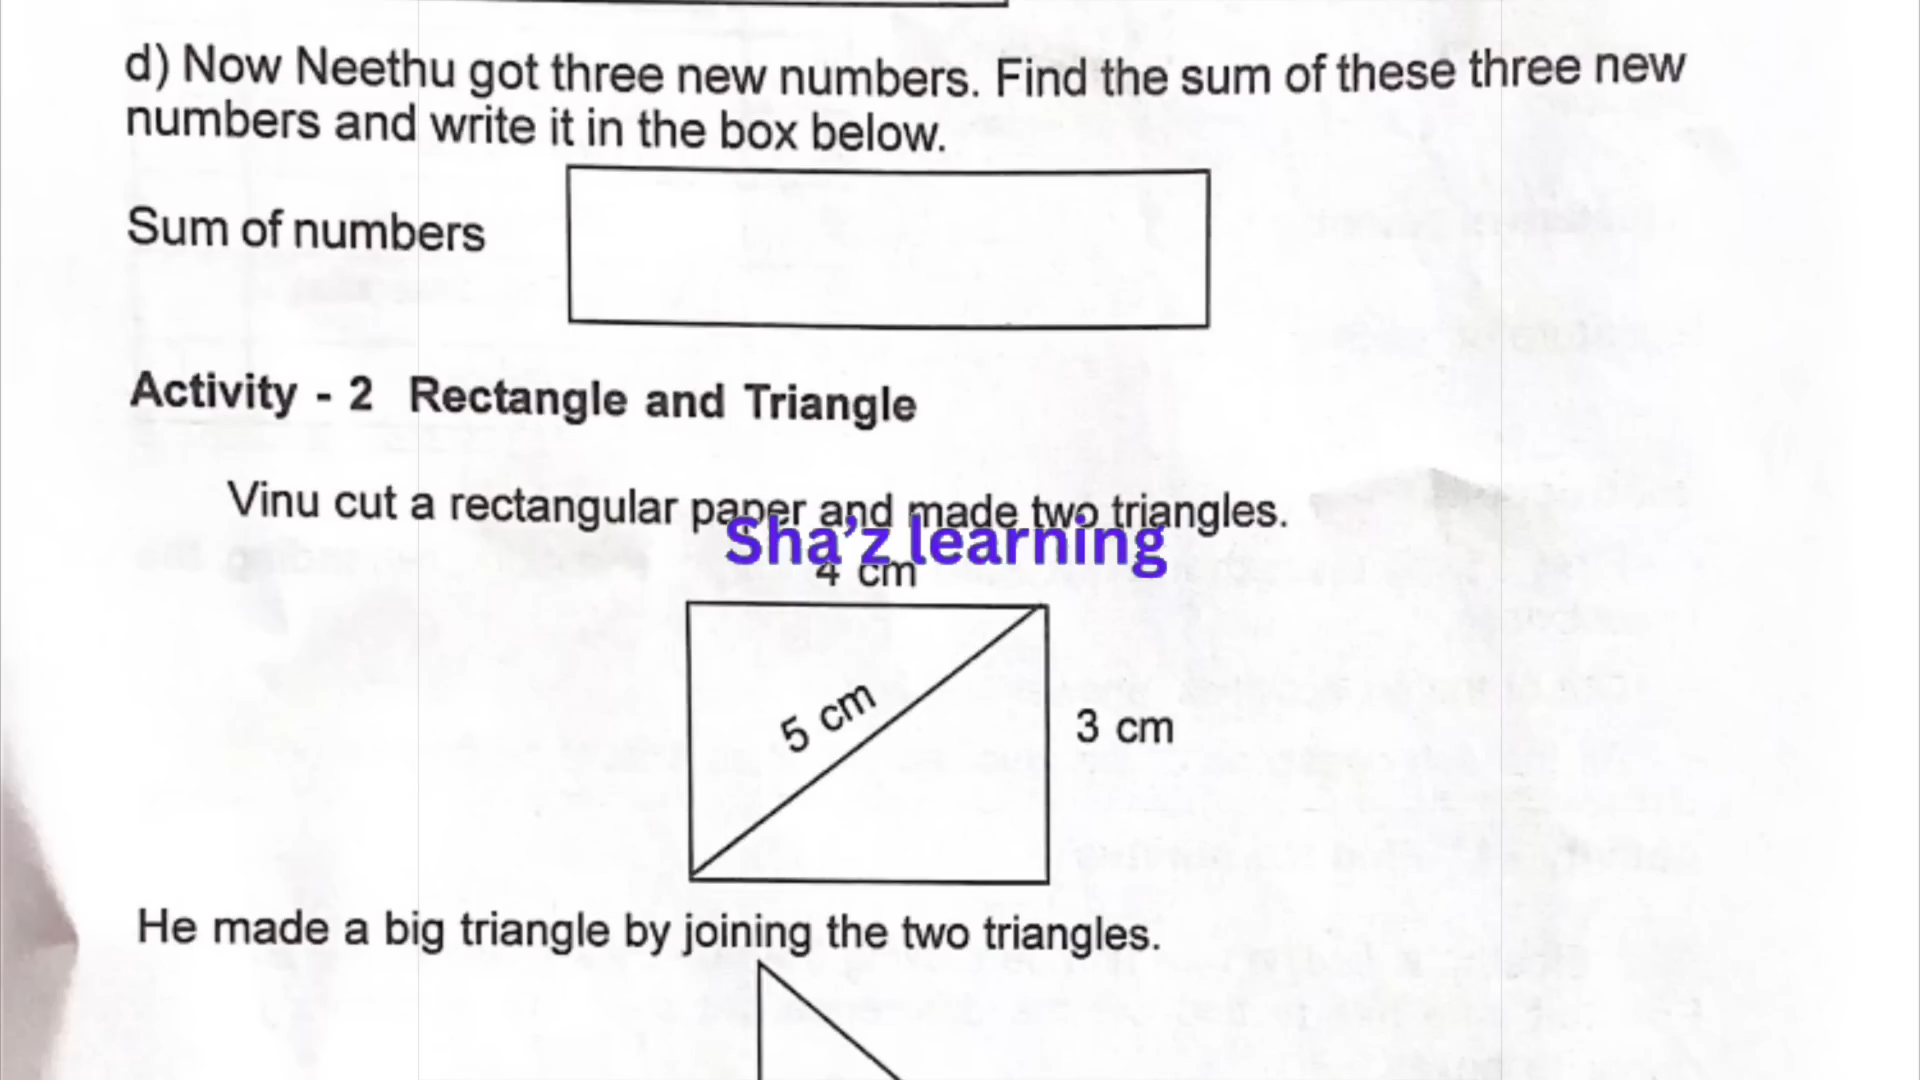 d) Now Neethu got three new numbers. Find the sum of these three new
numbers and write it in the box below.
Sum of numbers
Activity - 2 Rectangle and Triangle
Vinu cut a rectangular paper and made two triangles.
Sha'z learning
4 cm
5 cm
3 cm
He made a big triangle by joining the two triangles.